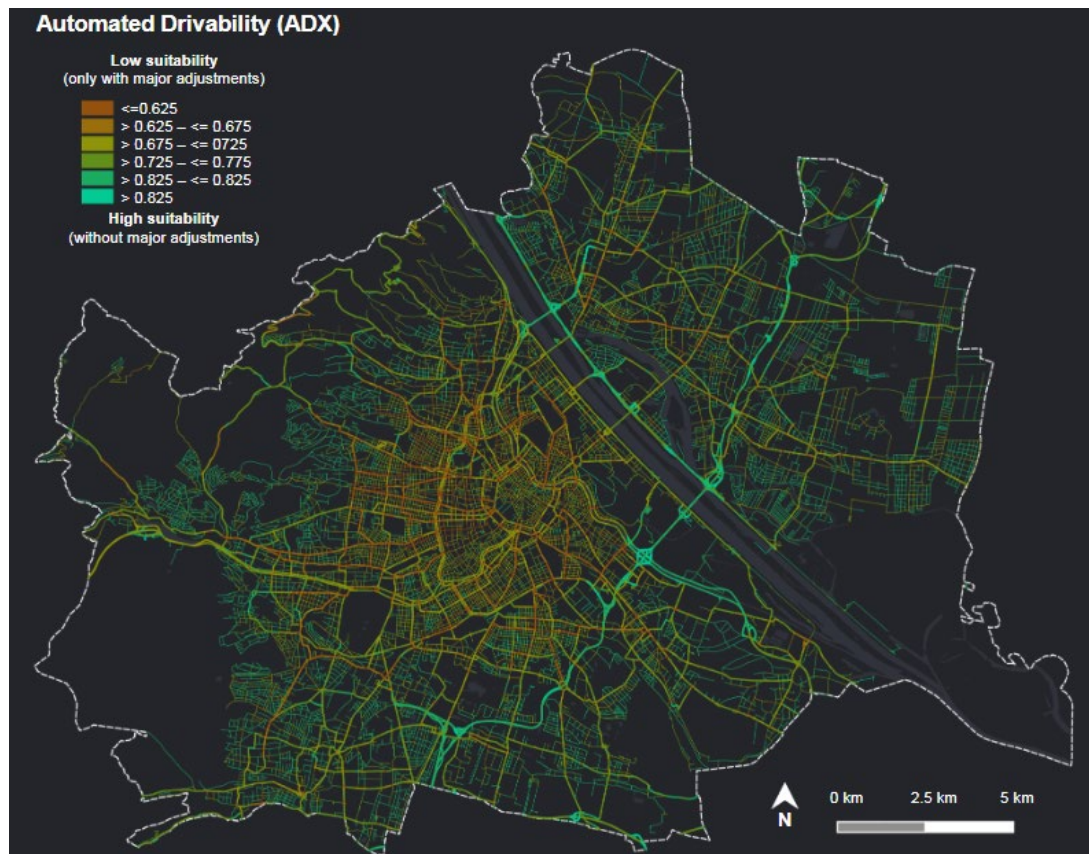 Automated Drivability (ADX)
Low suitability
(only with major adjustments)
<=0.625
> 0.625 – <= 0.675
> 0.675 – <= 0725
> 0.725 – <= 0.775
> 0.825 – <= 0.825
> 0.825
High suitability
(without major adjustments)
N
0 km 2.5 km 5 km